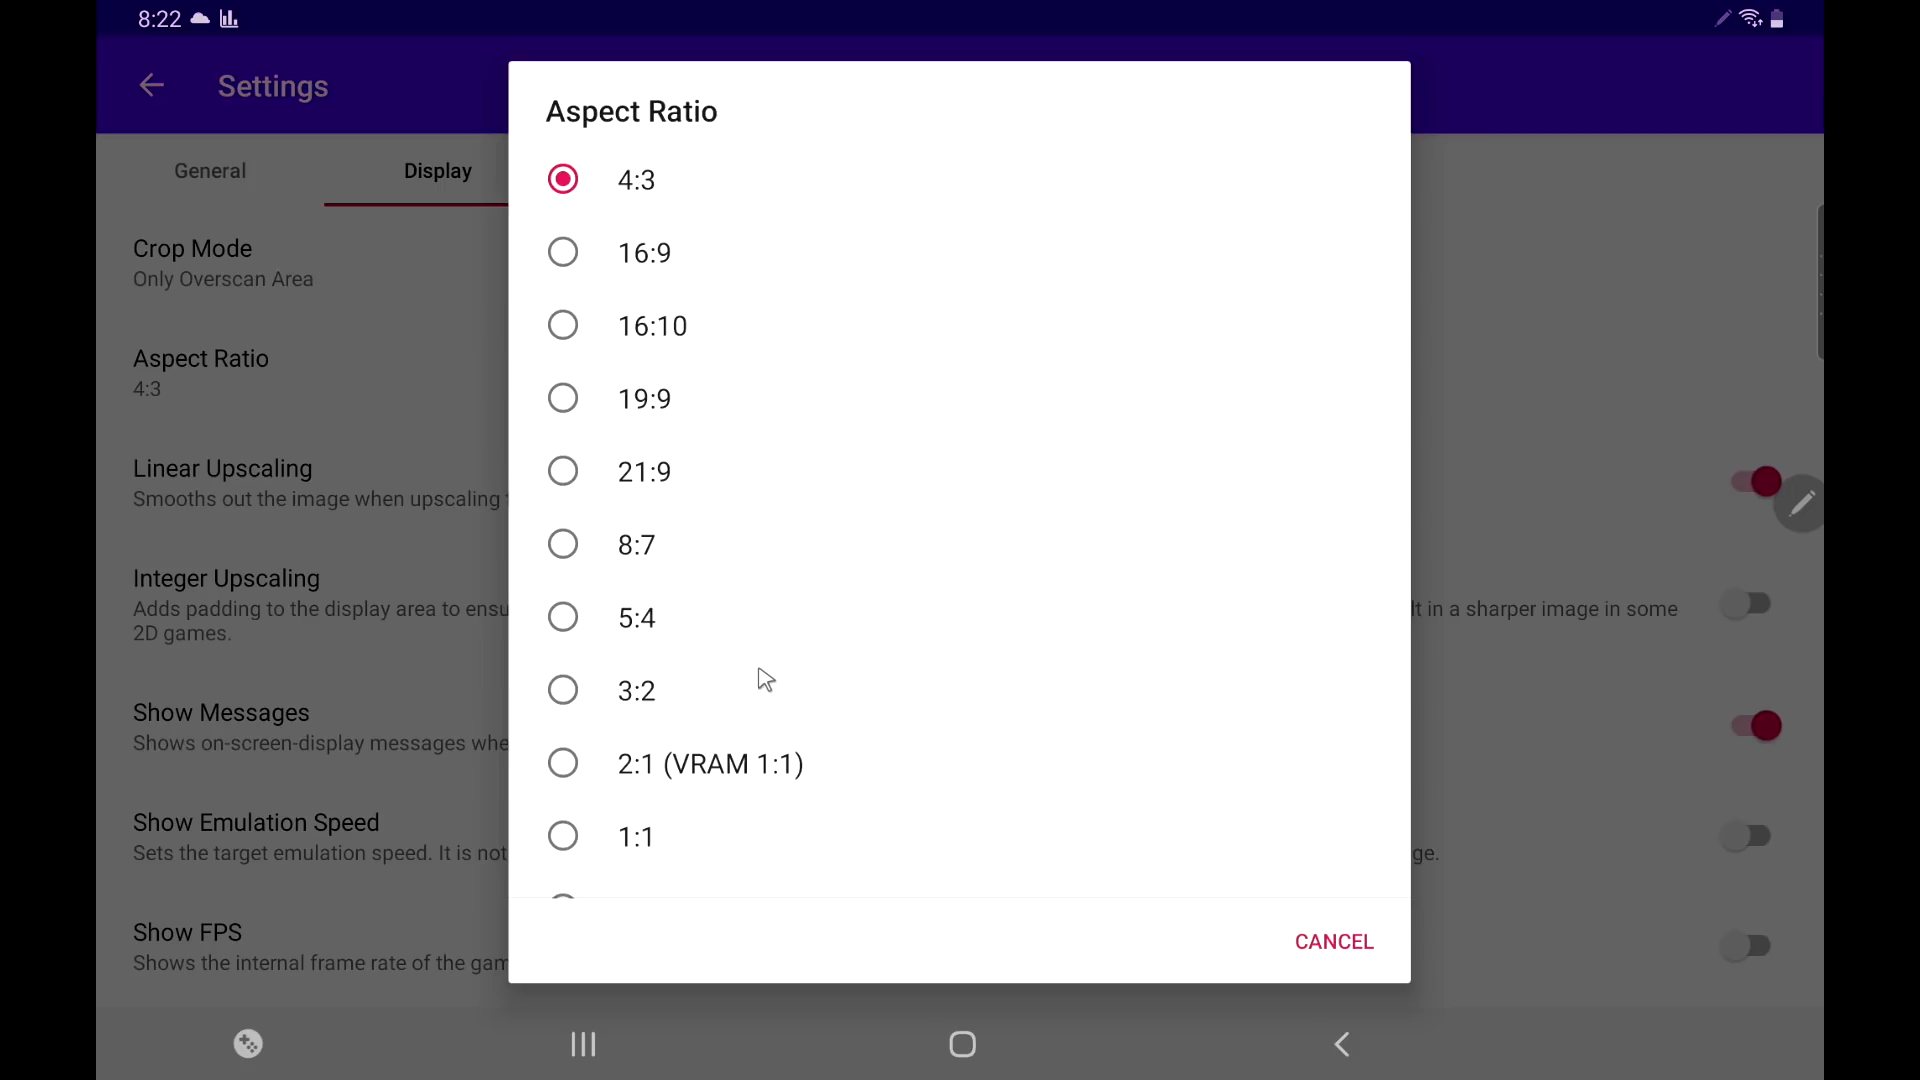 8:22
Settings
General
Display
Crop Mode
Only Overscan Area
Aspect Ratio
4:3
Linear Upscaling
Smooths out the image when upscaling
Integer Upscaling
Adds padding to the display area to ensu
lt in a sharper image in some
2D games.
Show Messages
Shows on-screen-display messages whe
Show Emulation Speed
Sets the target emulation speed. It is not
ge.
Show FPS
Shows the internal frame rate of the gam
Aspect Ratio
4:3
16:9
16:10
19:9
21:9
8:7
5:4
3:2
2:1 (VRAM 1:1)
1:1
CANCEL